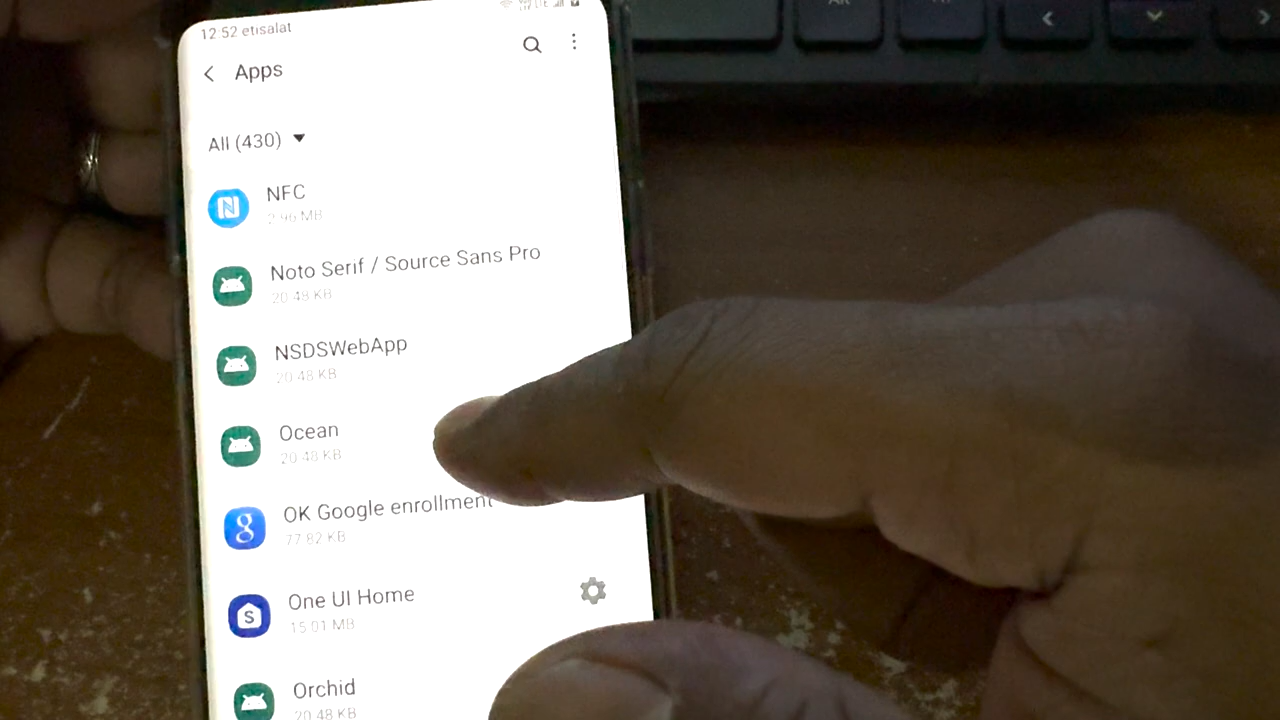 12:52 etisalat
Apps
All (430)
NFC
2.96 MB
Noto Serif / Source Sans Pro
20.48 KB
NSDSWebApp
20.48 KB
Ocean
20.48 KB
OK Google enrollment
77.82 KB
One UI Home
15.01 MB
Orchid
20.48 KB